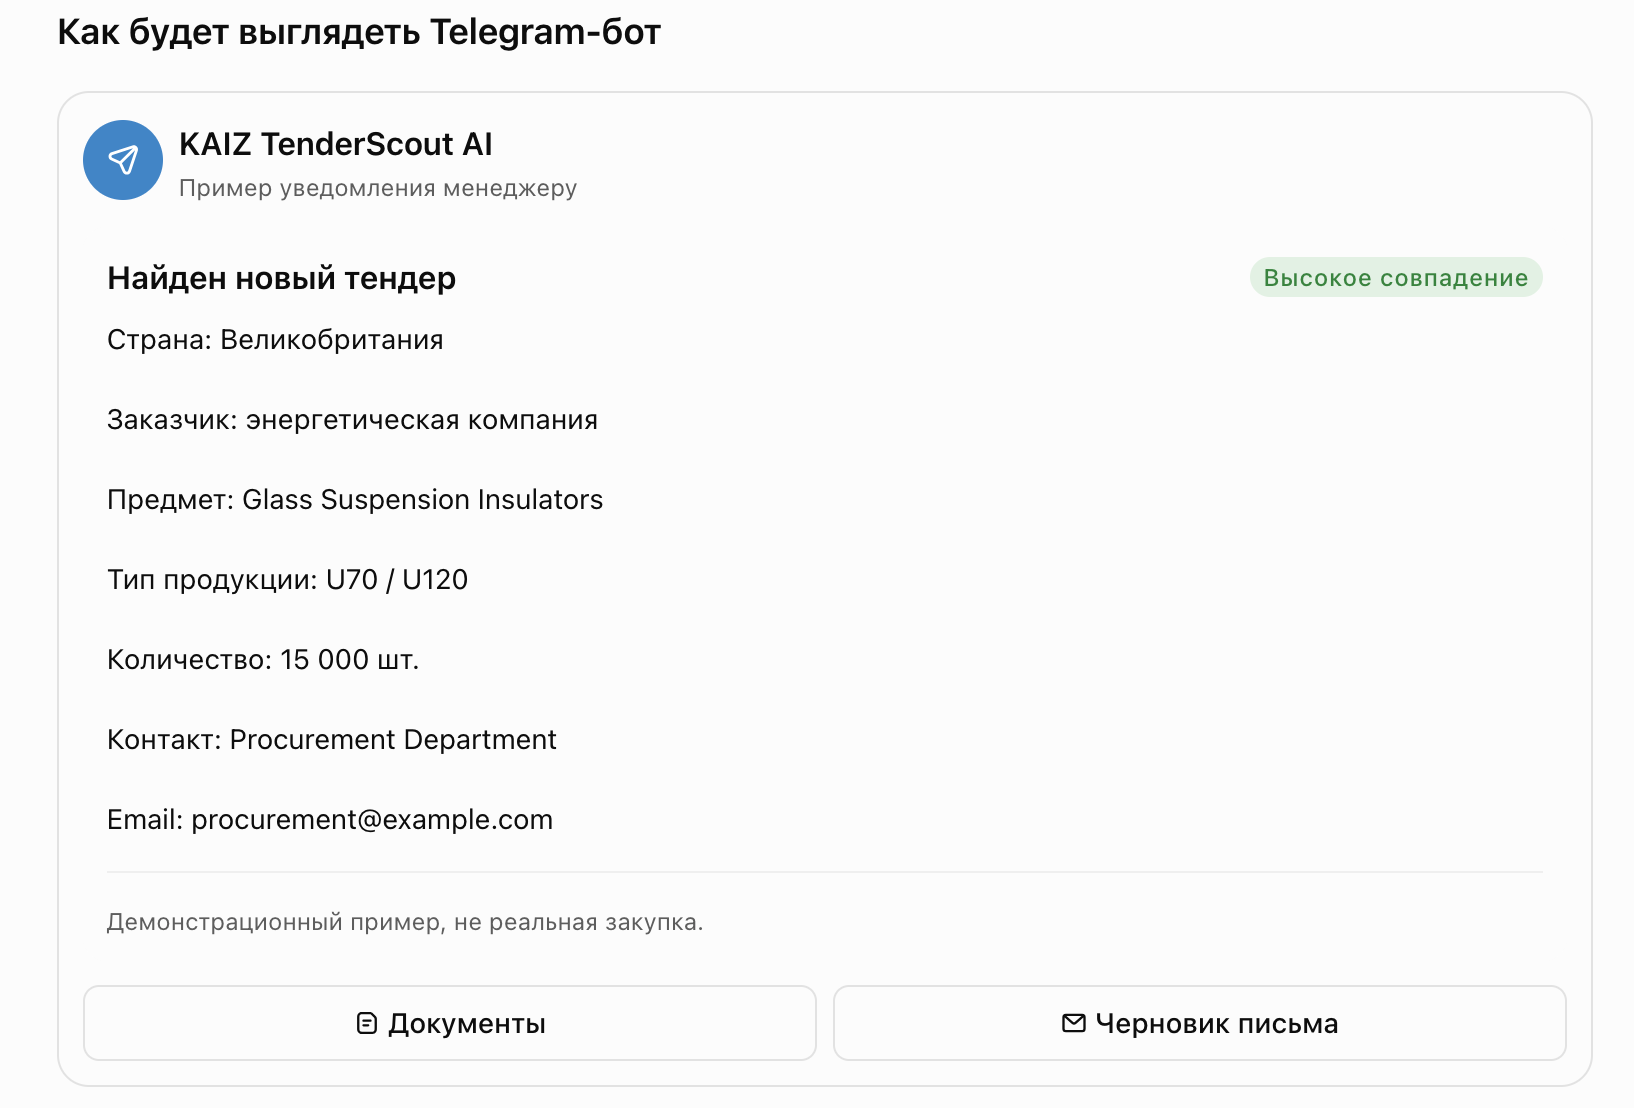 Как будет выглядеть Telegram-бот
KAIZ TenderScout AI
Пример уведомления менеджеру
Найден новый тендер
Высокое совпадение
Страна: Великобритания
Заказчик: энергетическая компания
Предмет: Glass Suspension Insulators
Тип продукции: U70 / U120
Количество: 15 000 шт.
Контакт: Procurement Department
Email: procurement@example.com
Демонстрационный пример, не реальная закупка.
Документы
Черновик письма